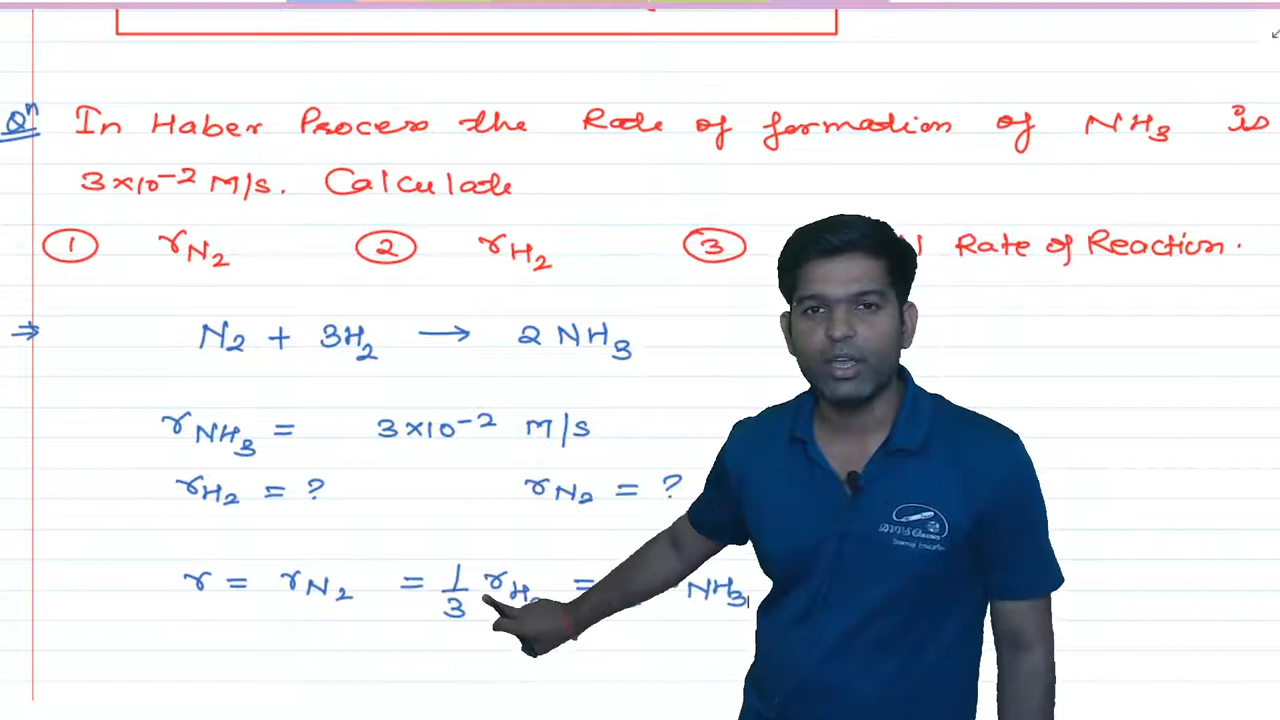 Qn In Haber Process the Rate of formation of NH3 is
3×10-2 M/s. Calculate
① rN2 ② rH2 ③ Rate of Reaction.
⇒ N2 + 3H2 → 2NH3
rNH3 = 3×10-2 M/s
rH2 = ? rN2 = ?
r = rN2 = 1/3 rH2 = NH3